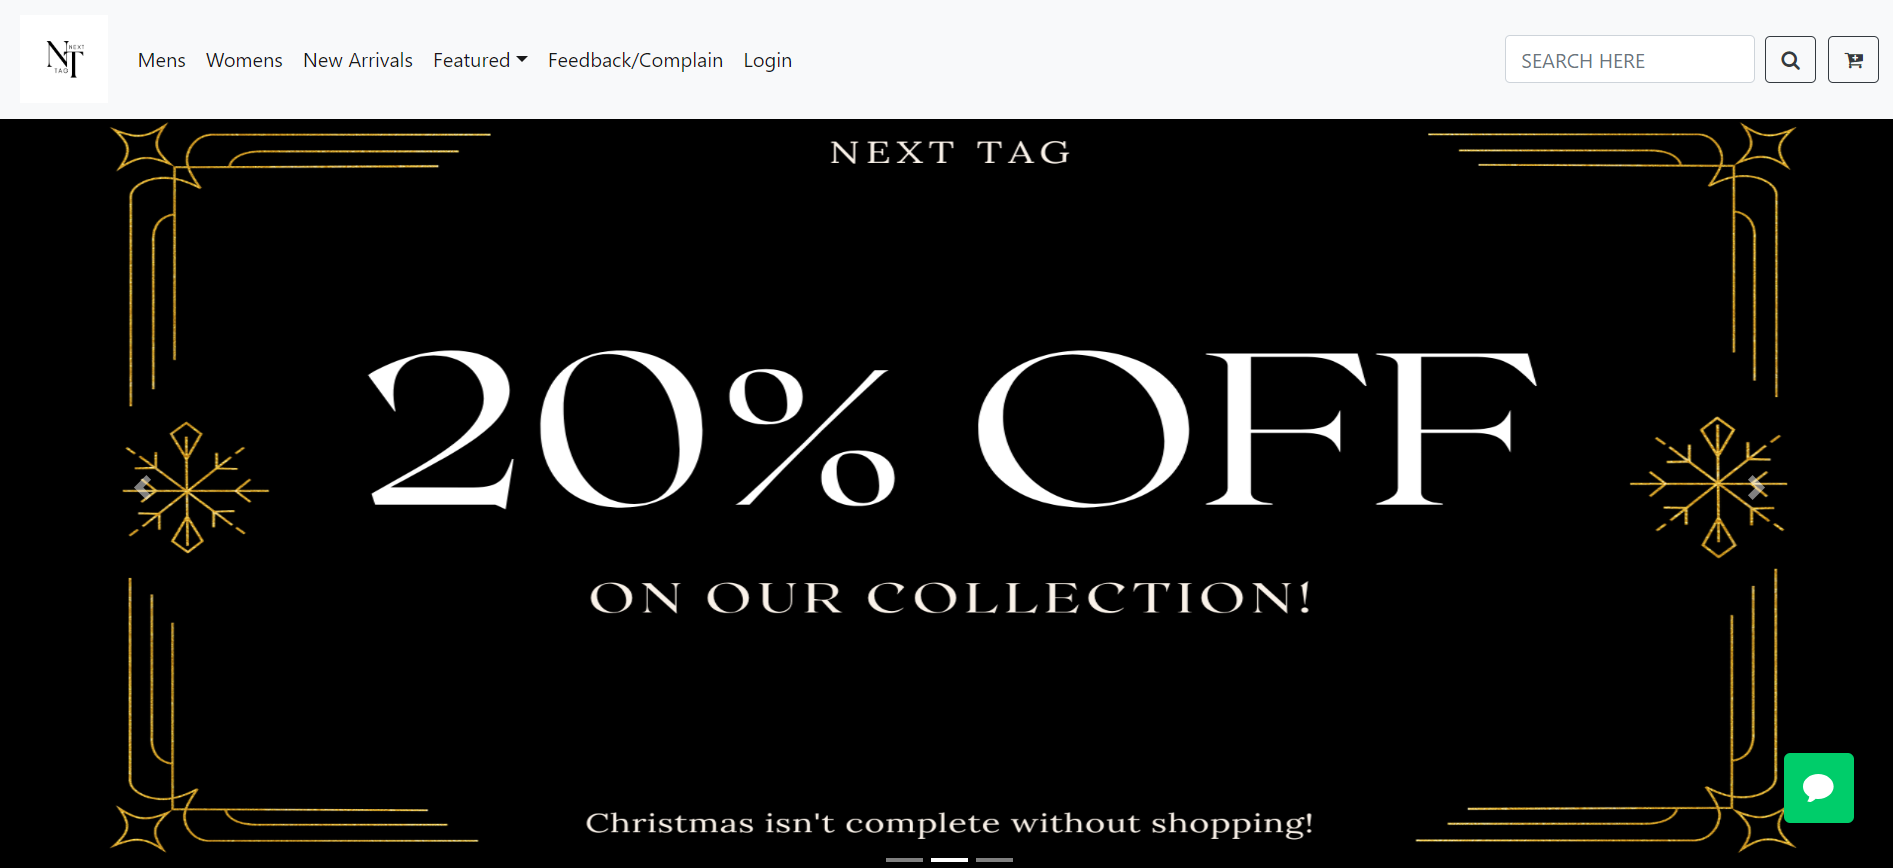 NT
NEXT
TAG
Mens Womens New Arrivals Featured Feedback/Complain Login
SEARCH HERE
NEXT TAG
20% OFF
ON OUR COLLECTION!
Christmas isn't complete without shopping!